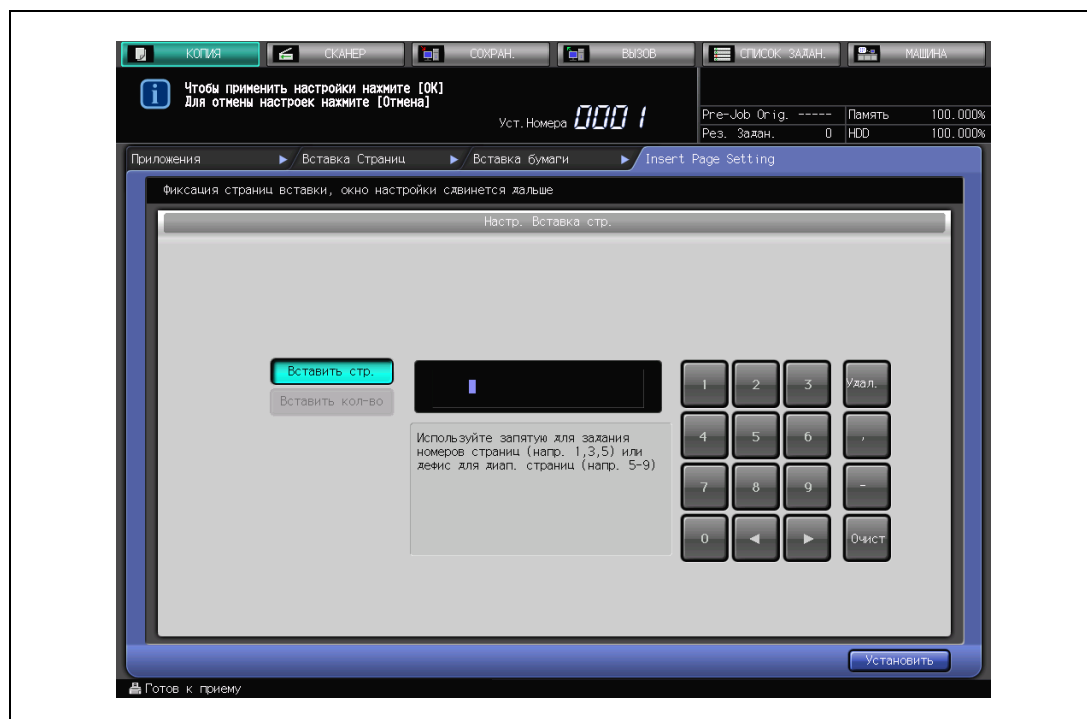 КОПИЯ
СКАНЕР
СОХРАН.
ВЫЗОВ
СПИСОК ЗАДАН.
МАШИНА
Чтобы применить настройки нажмите [OK]
Для отмены настроек нажмите [Отмена]
Уст.Номера 0001
Pre-Job Orig. -----
Память 100.000%
Рез. Задан. 0
HDD 100.000%
Приложения
Вставка Страниц
Вставка бумаги
Insert Page Setting
Фиксация страниц вставки, окно настройки сдвинется дальше
Настр. Вставка стр.
Вставить стр.
Вставить кол-во
Используйте запятую для задания
номеров страниц (напр. 1,3,5) или
дефис для диап. страниц (напр. 5-9)
1 2 3 Удал.
4 5 6 ,
7 8 9 -
0 ◀ ▶ Очист
Установить
Готов к приему